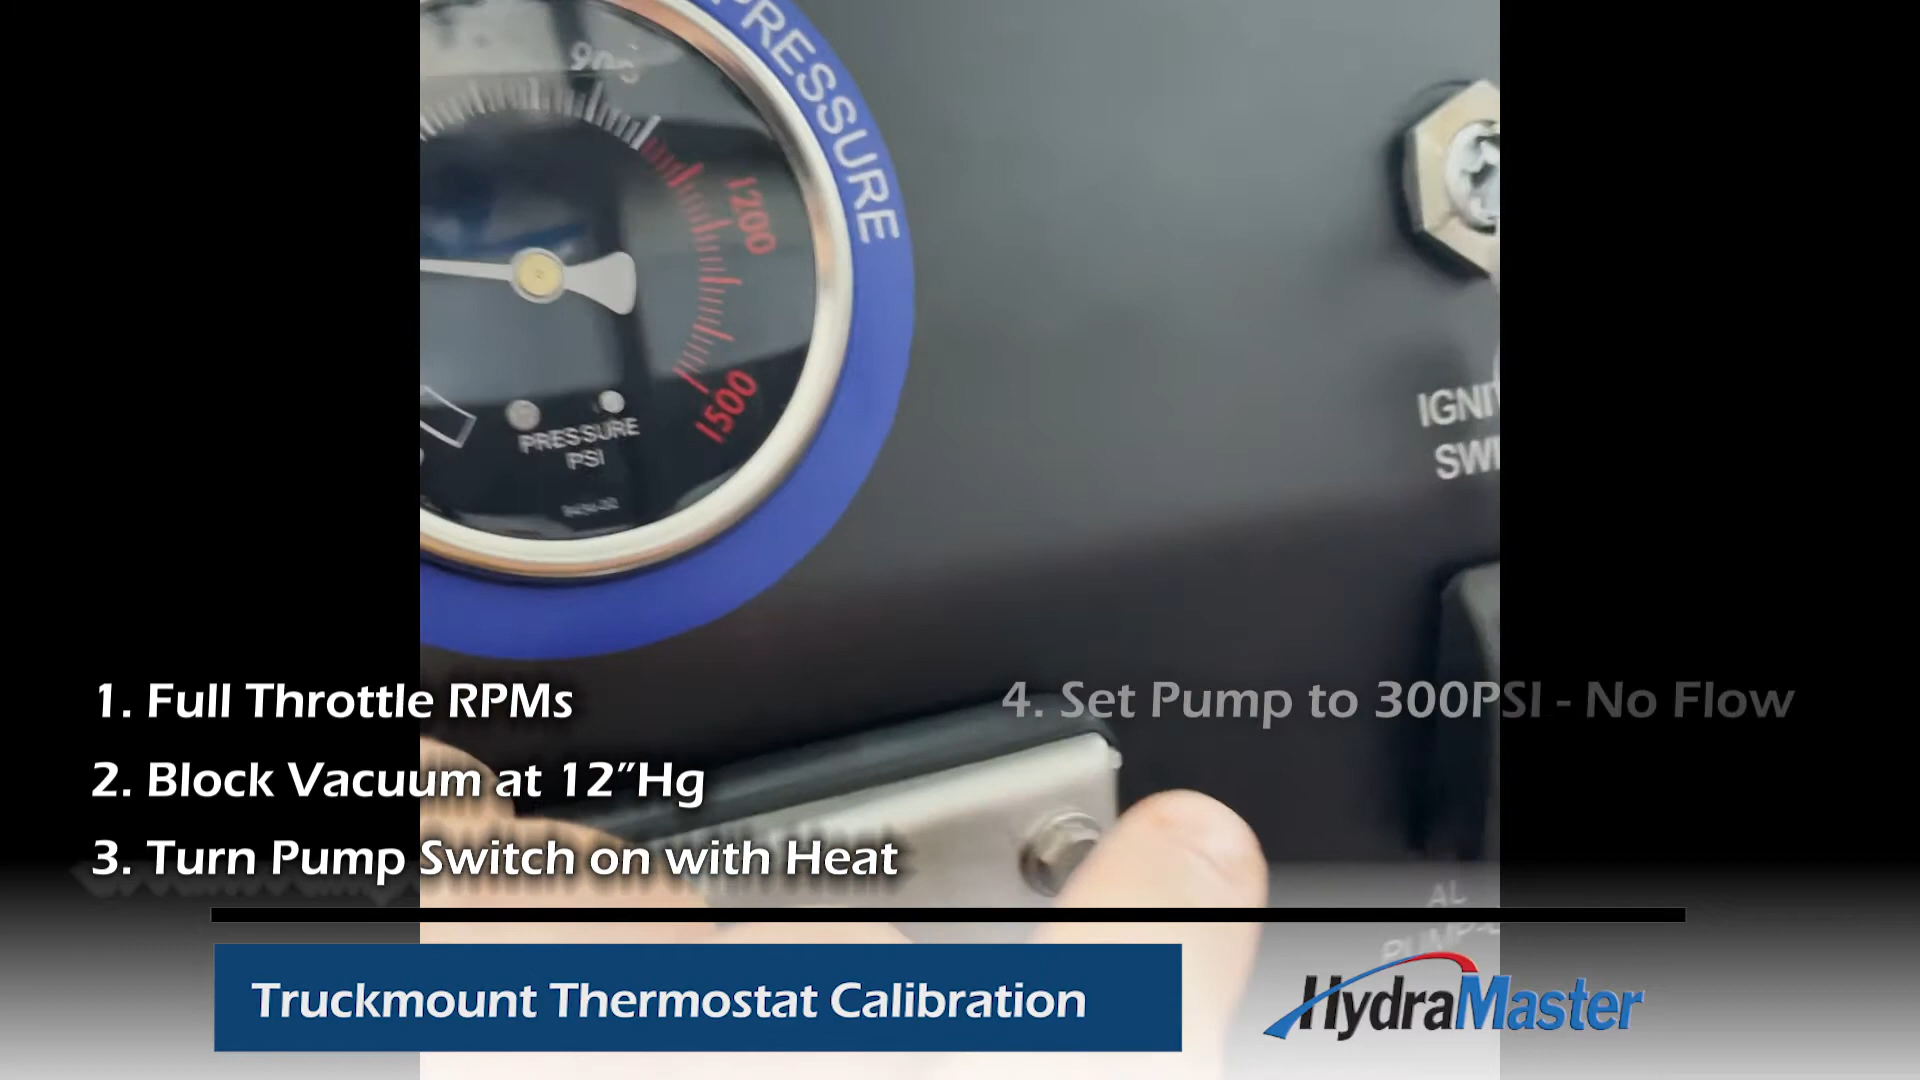 900
PRESSURE
1200
1500
PRESSURE
PSI
IGNI
SWI
1. Full Throttle RPMs
2. Block Vacuum at 12”Hg
3. Turn Pump Switch on with Heat
4. Set Pump to 300PSI - No Flow
Truckmount Thermostat Calibration
HydraMaster